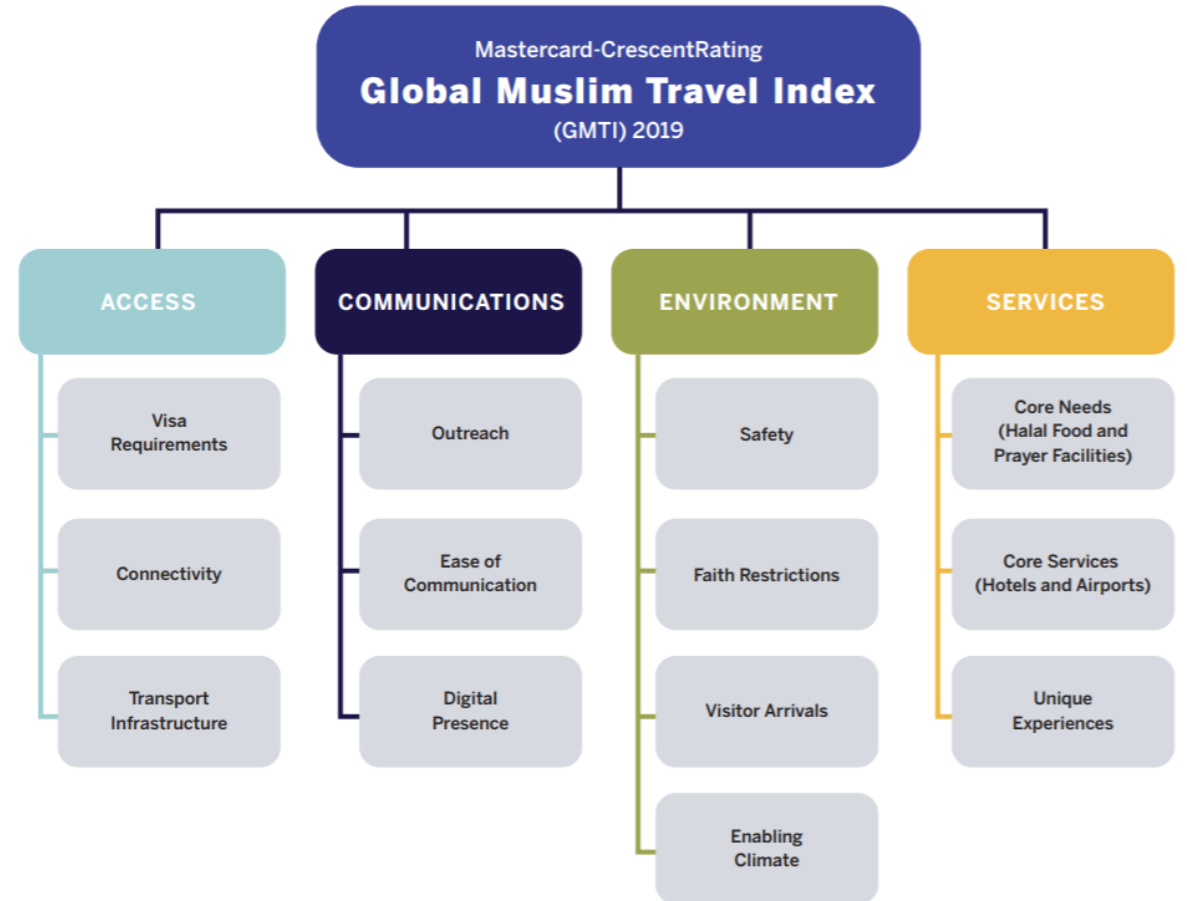 Mastercard-CrescentRating
Global Muslim Travel Index
(GMTI) 2019
ACCESS
Visa
Requirements
Connectivity
Transport
Infrastructure
COMMUNICATIONS
Outreach
Ease of
Communication
Digital
Presence
ENVIRONMENT
Safety
Faith Restrictions
Visitor Arrivals
Enabling
Climate
SERVICES
Core Needs
(Halal Food and
Prayer Facilities)
Core Services
(Hotels and Airports)
Unique
Experiences